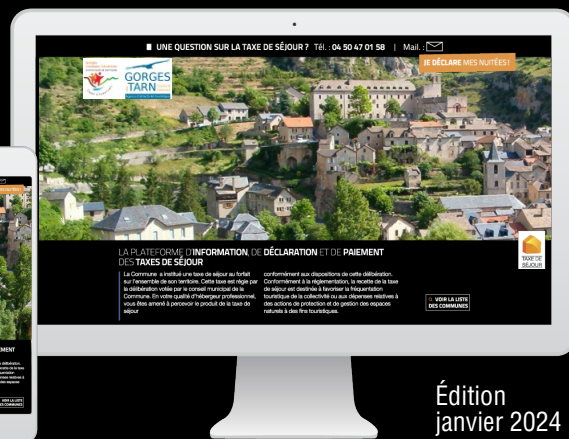 UNE QUESTION SUR LA TAXE DE SÉJOUR ? Tél. : 04 50 47 01 58 | Mail. :
JE DÉCLARE MES NUITÉES !
GORGES
TARN
LA PLATEFORME D'INFORMATION, DE DÉCLARATION ET DE PAIEMENT
DES TAXES DE SÉJOUR
La Commune a institué une taxe de séjour au forfait
sur l'ensemble de son territoire. Cette taxe est régie par
la délibération votée par le conseil municipal de la
Commune. En votre qualité d'hébergeur professionnel,
vous êtes amené à percevoir le produit de la taxe de
séjour
conformément aux dispositions de cette délibération.
Conformément à la réglementation, la recette de la taxe
de séjour est destinée à favoriser la fréquentation
touristique de la collectivité ou aux dépenses relatives à
des actions de protection et de gestion des espaces
naturels à des fins touristiques.
TAXE DE
SÉJOUR
VOIR LA LISTE
DES COMMUNES
VOIR LA LISTE
DES COMMUNES
Édition
janvier 2024